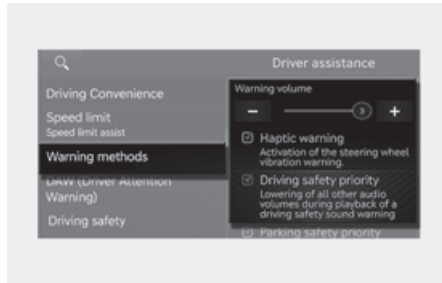 Driver assistance
Driving Convenience
Speed limit
Speed limit assist
Warning methods
DAW (Driver Attention
Warning)
Driving safety
Warning volume
3
Haptic warning
Activation of the steering wheel
vibration warning.
Driving safety priority
Lowering of all other audio
volumes during playback of a
driving safety sound warning
Parking safety priority